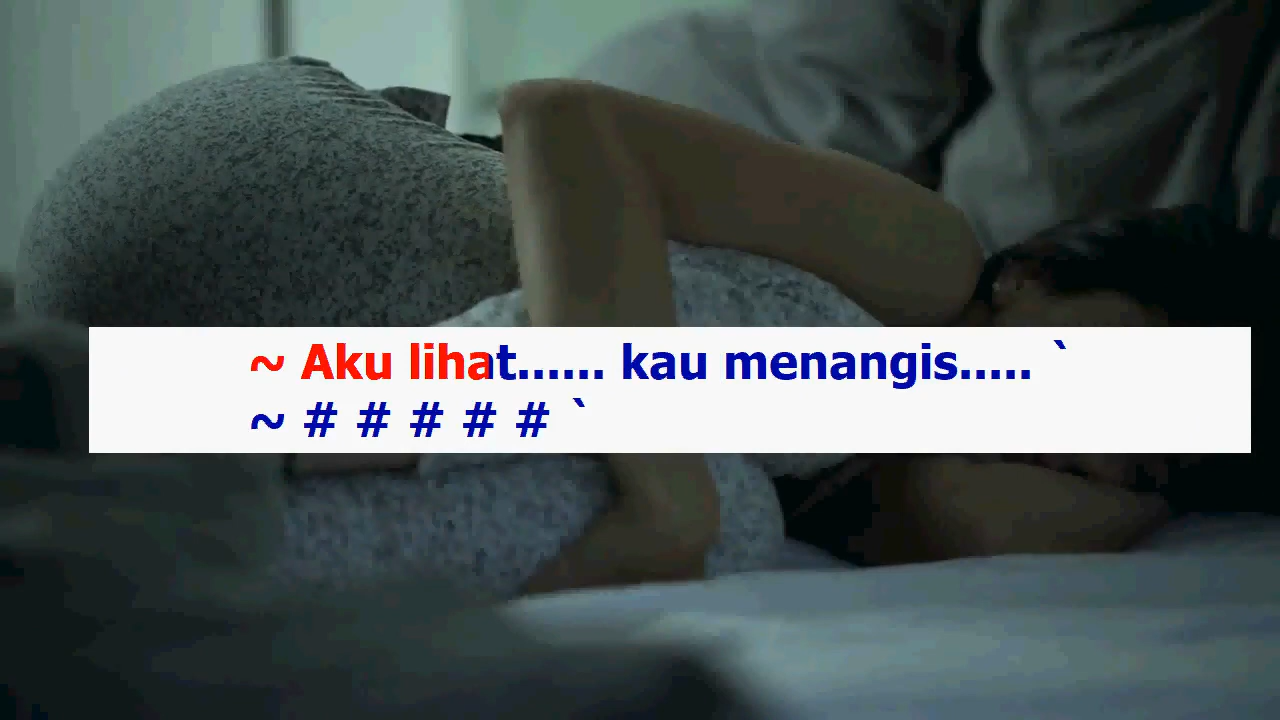 ~ Aku lihat...... kau menangis..... `
~ # # # # # `